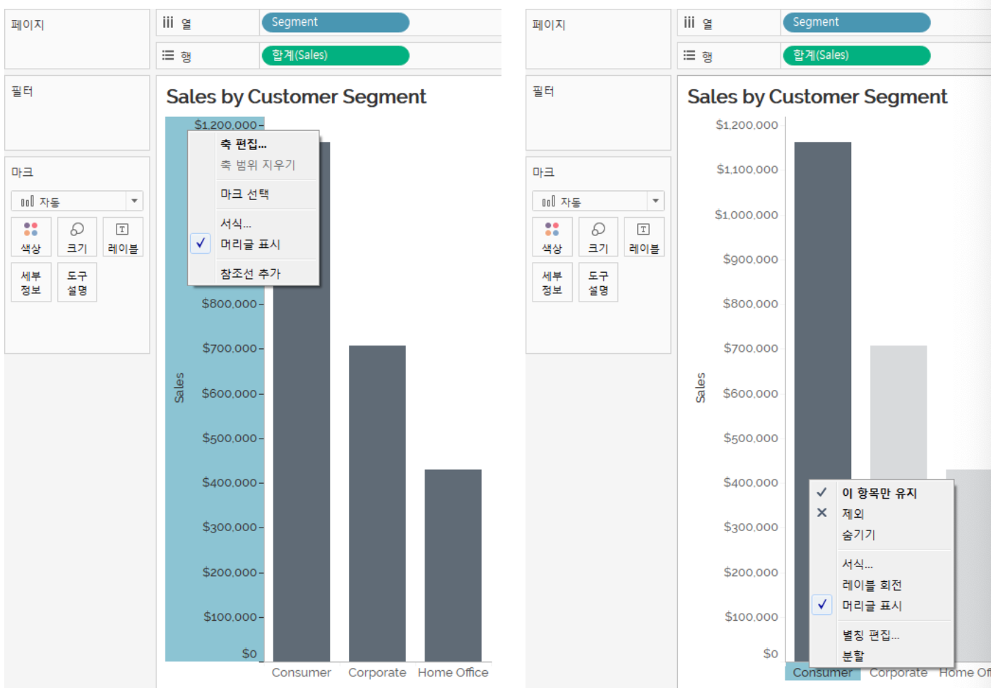 페이지
열
Segment
행
합계(Sales)
필터
마크
자동
색상
크기
레이블
세부
정보
도구
설명
Sales by Customer Segment
$1,200,000
축 편집...
축 범위 지우기
마크 선택
서식...
머리글 표시
참조선 추가
$800,000
$700,000
$600,000
$500,000
$400,000
$300,000
$200,000
$100,000
$0
Sales
Consumer
Corporate
Home Office
페이지
열
Segment
행
합계(Sales)
필터
마크
자동
색상
크기
레이블
세부
정보
도구
설명
Sales by Customer Segment
$1,200,000
$1,100,000
$1,000,000
$900,000
$800,000
$700,000
$600,000
$500,000
$400,000
$300,000
$200,000
$100,000
$0
Sales
이 항목만 유지
제외
숨기기
서식...
레이블 회전
머리글 표시
별칭 편집...
분할
Consumer
Corporate
Home Of